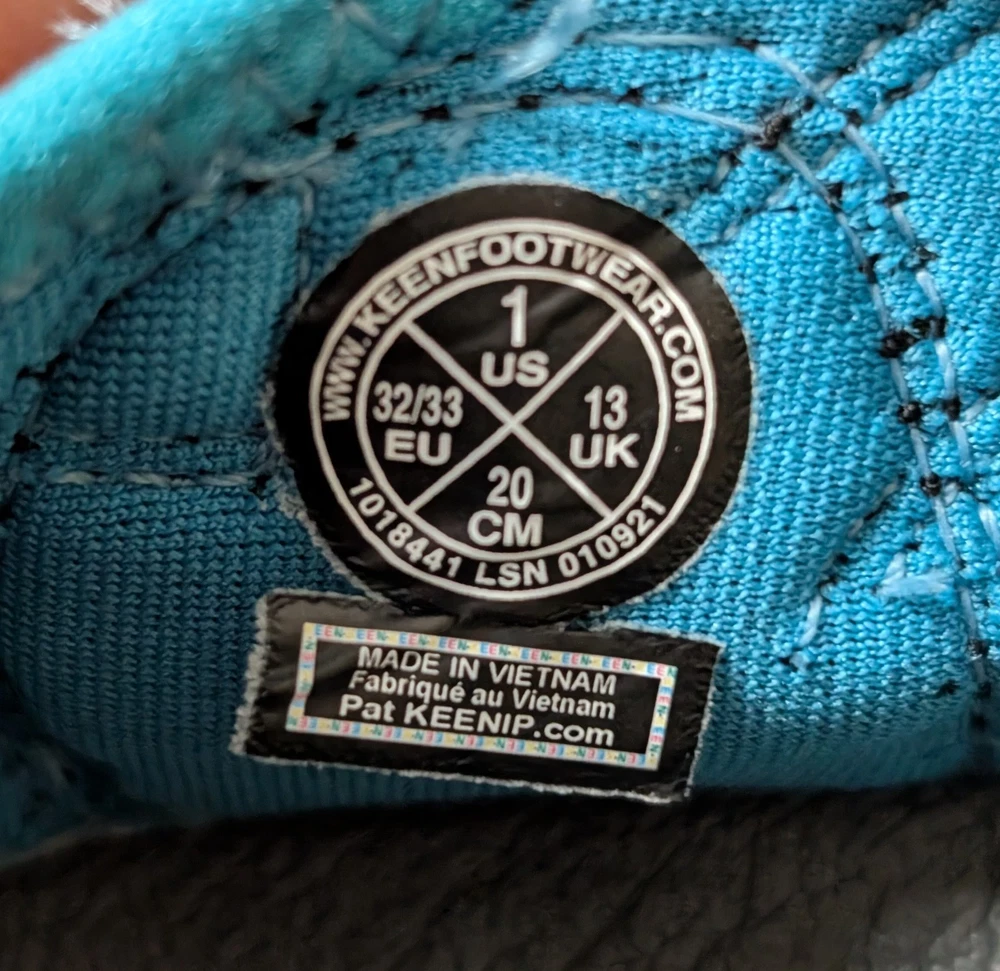 WWW.KEENFOOTWEAR.COM
1
US
32/33
EU
13
UK
20
CM
1018441 LSN 010921
MADE IN VIETNAM
Fabriqué au Vietnam
Pat KEENIP.com